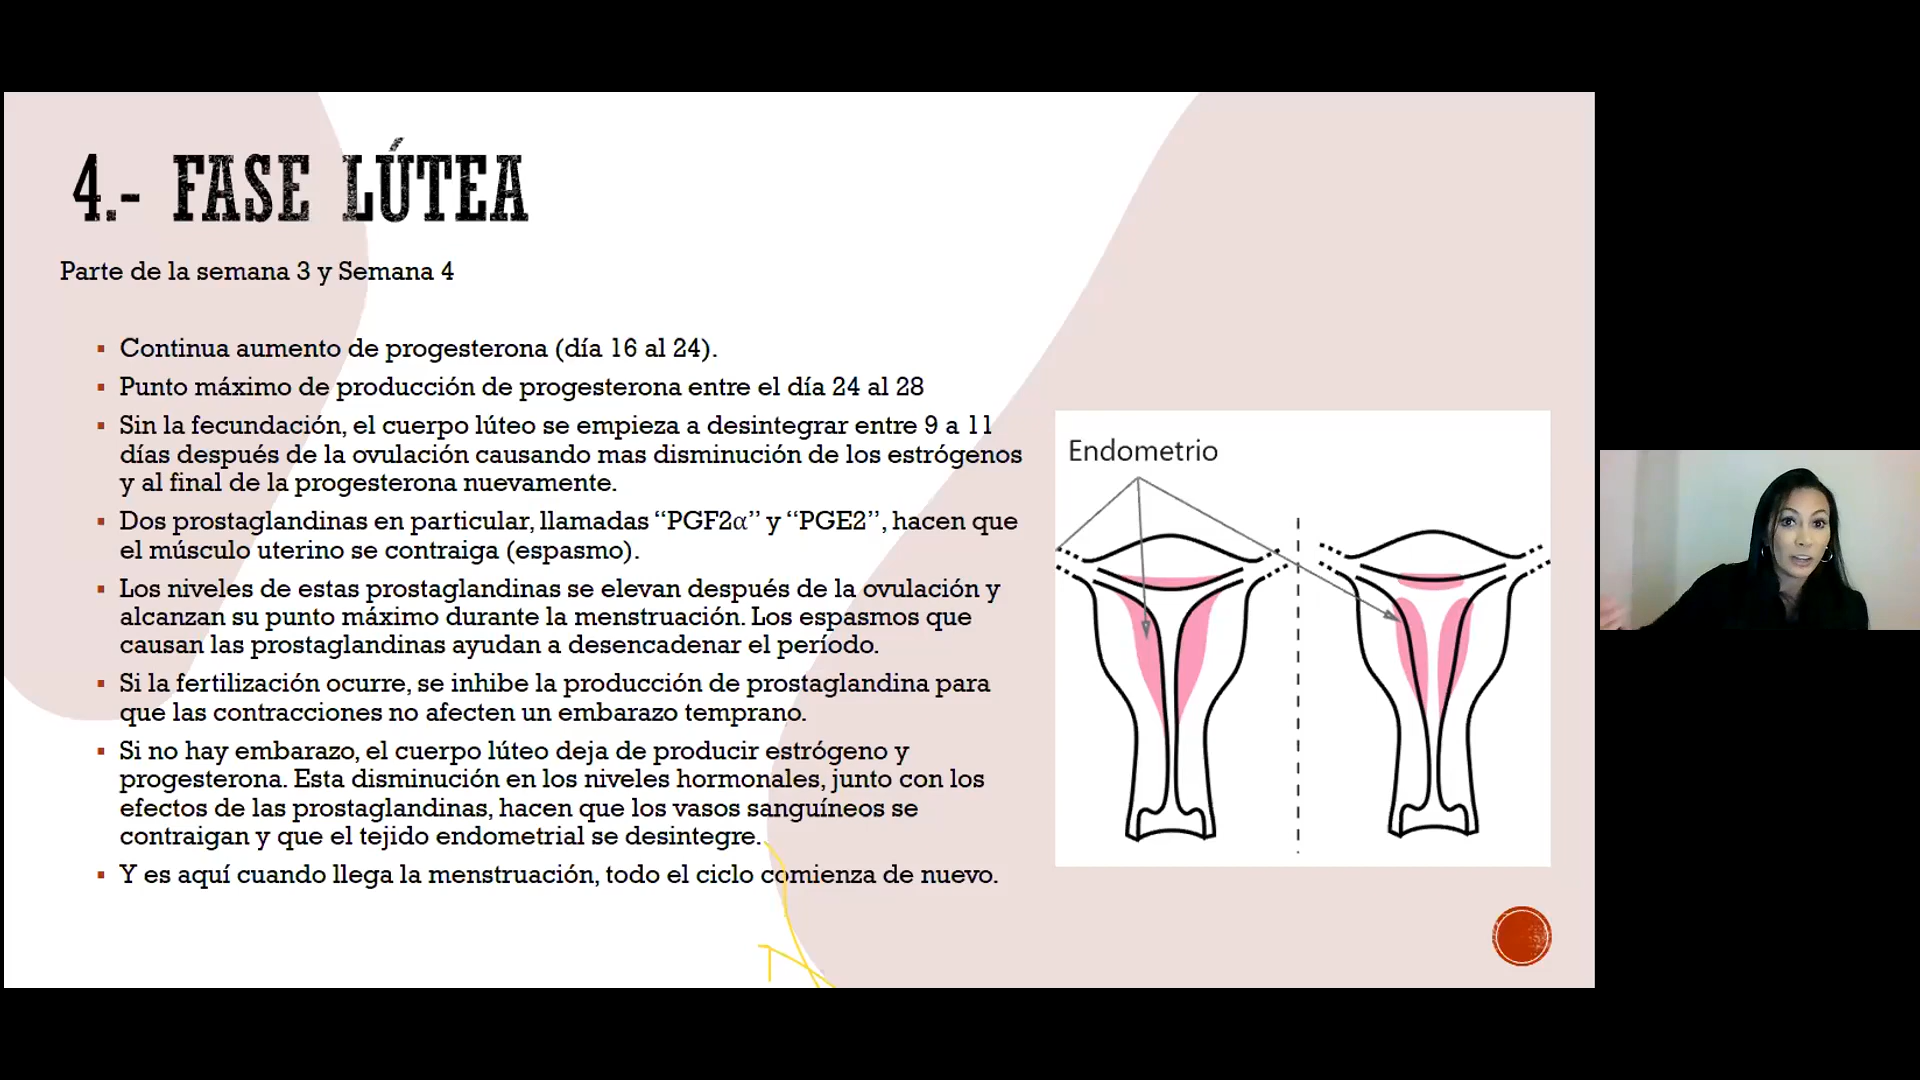 4.- FASE LÚTEA
Parte de la semana 3 y Semana 4
▪ Continua aumento de progesterona (día 16 al 24).
▪ Punto máximo de producción de progesterona entre el día 24 al 28
▪ Sin la fecundación, el cuerpo lúteo se empieza a desintegrar entre 9 a 11
días después de la ovulación causando mas disminución de los estrógenos
y al final de la progesterona nuevamente.
▪ Dos prostaglandinas en particular, llamadas “PGF2α” y “PGE2”, hacen que
el músculo uterino se contraiga (espasmo).
▪ Los niveles de estas prostaglandinas se elevan después de la ovulación y
alcanzan su punto máximo durante la menstruación. Los espasmos que
causan las prostaglandinas ayudan a desencadenar el período.
▪ Si la fertilización ocurre, se inhibe la producción de prostaglandina para
que las contracciones no afecten un embarazo temprano.
▪ Si no hay embarazo, el cuerpo lúteo deja de producir estrógeno y
progesterona. Esta disminución en los niveles hormonales, junto con los
efectos de las prostaglandinas, hacen que los vasos sanguíneos se
contraigan y que el tejido endometrial se desintegre.
▪ Y es aquí cuando llega la menstruación, todo el ciclo comienza de nuevo.
Endometrio